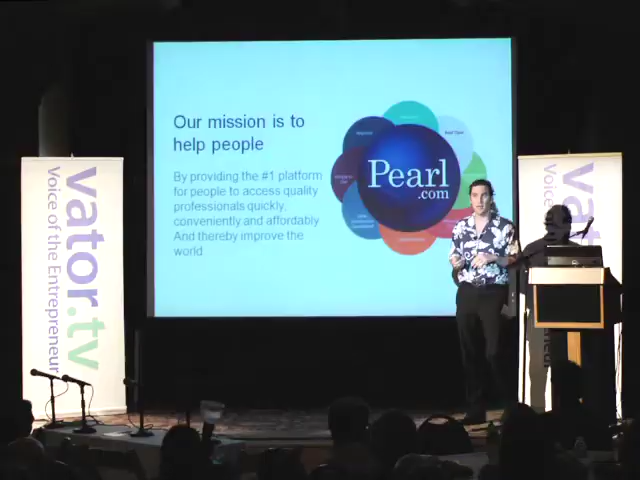 Our mission is to
help people
By providing the #1 platform
for people to access quality
professionals quickly,
conveniently and affordably
And thereby improve the
world
Pearl
.com
vator.tv
Voice of the Entrepreneur
vator
Voice